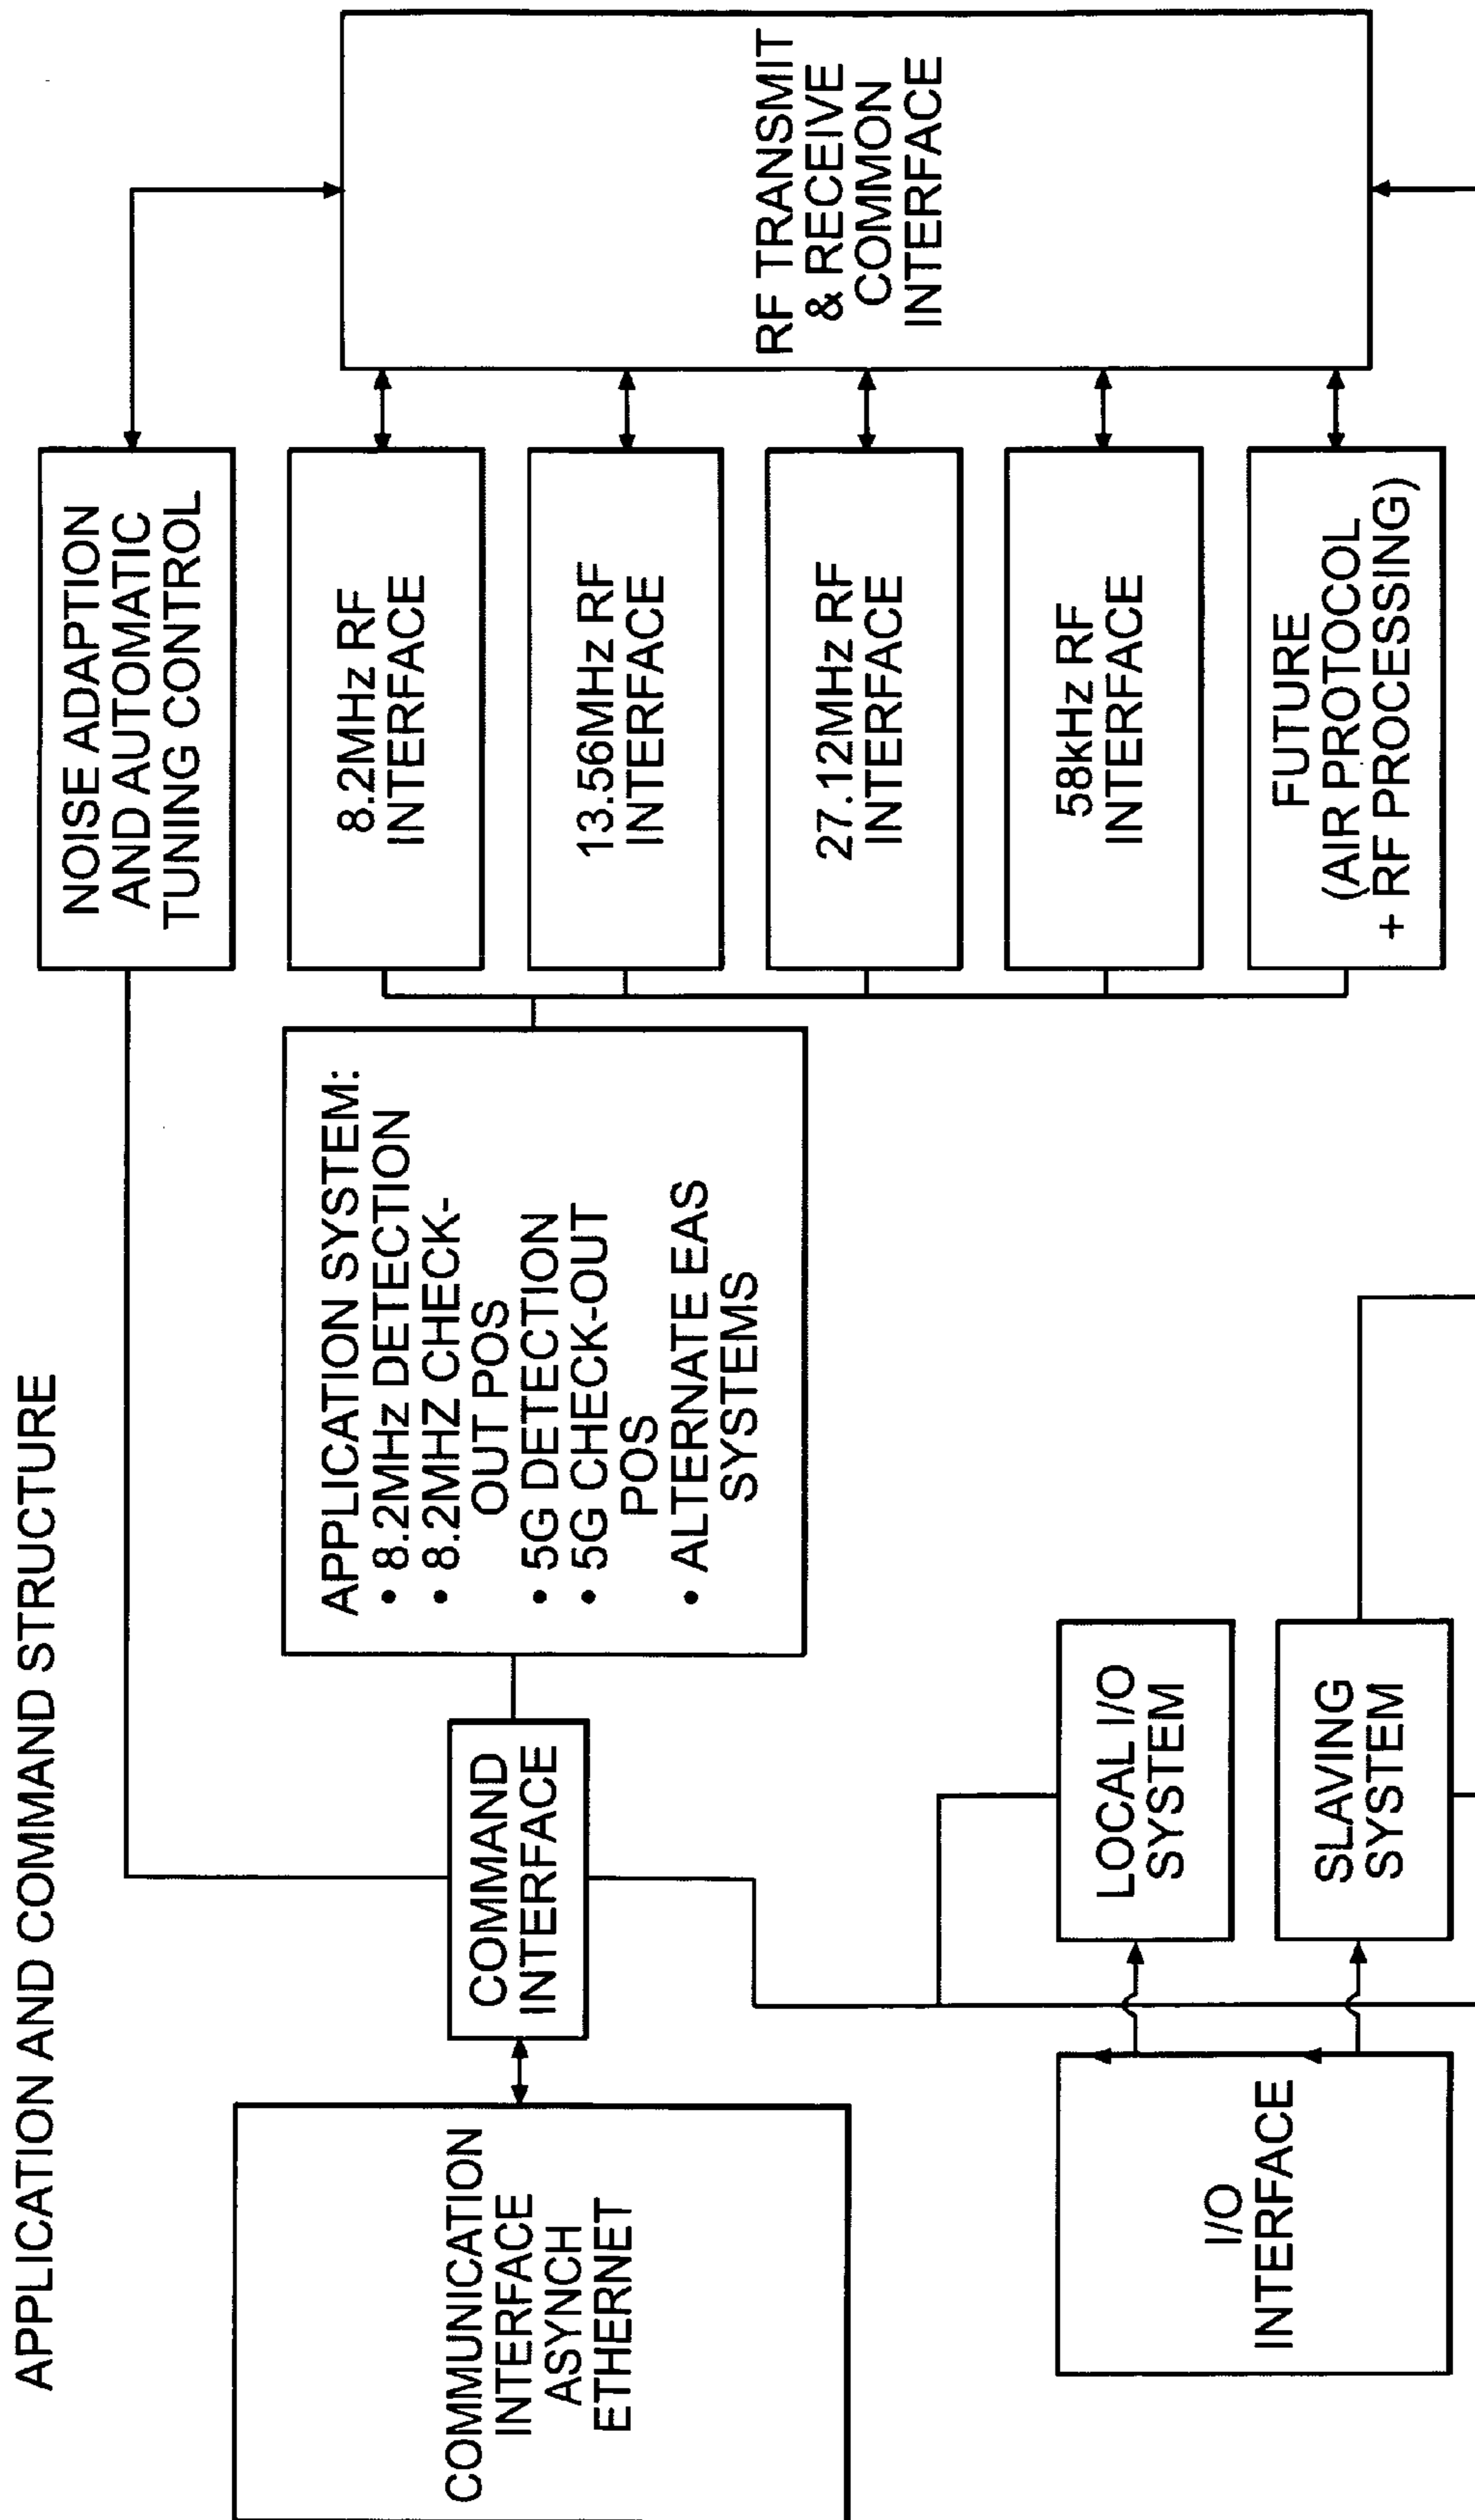 APPLICATION AND COMMAND STRUCTURE
COMMUNICATION
INTERFACE
ASYNCH
ETHERNET
COMMAND
INTERFACE
APPLICATION SYSTEM:
• 8.2MHz DETECTION
• 8.2MHZ CHECK-
OUT POS
• 5G DETECTION
• 5G CHECK-OUT
POS
• ALTERNATE EAS
SYSTEMS
NOISE ADAPTION
AND AUTOMATIC
TUNING CONTROL
8.2MHz RF
INTERFACE
13.56MHz RF
INTERFACE
27.12MHz RF
INTERFACE
58kHz RF
INTERFACE
FUTURE
(AIR PROTOCOL
+ RF PROCESSING)
RF TRANSMIT
& RECEIVE
COMMON
INTERFACE
I/O
INTERFACE
LOCAL I/O
SYSTEM
SLAVING
SYSTEM